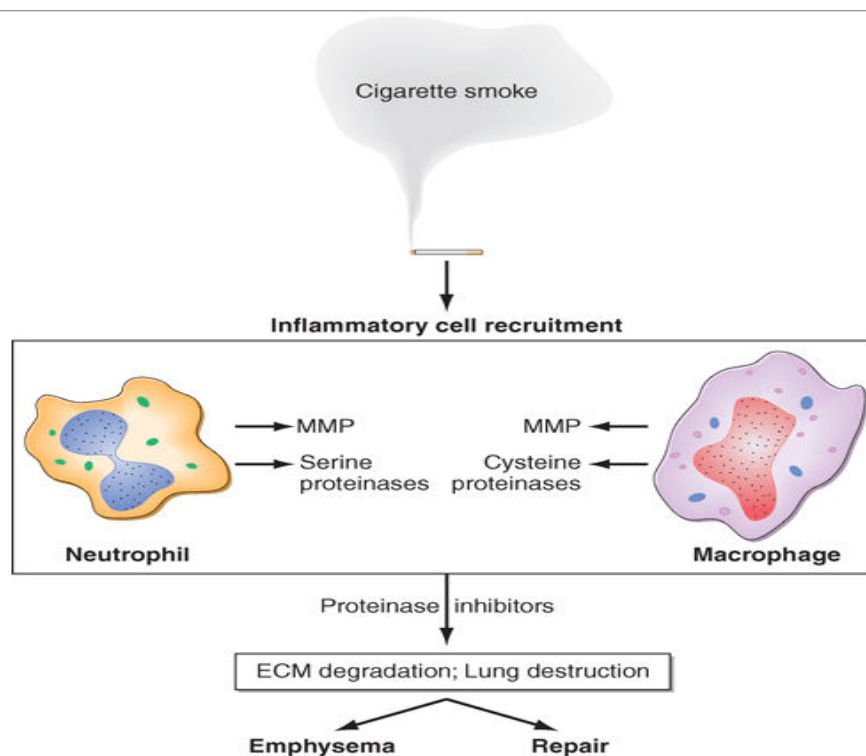 Cigarette smoke
Inflammatory cell recruitment
MMP
Serine
proteinases
MMP
Cysteine
proteinases
Neutrophil
Macrophage
Proteinase inhibitors
ECM degradation; Lung destruction
Emphysema
Repair